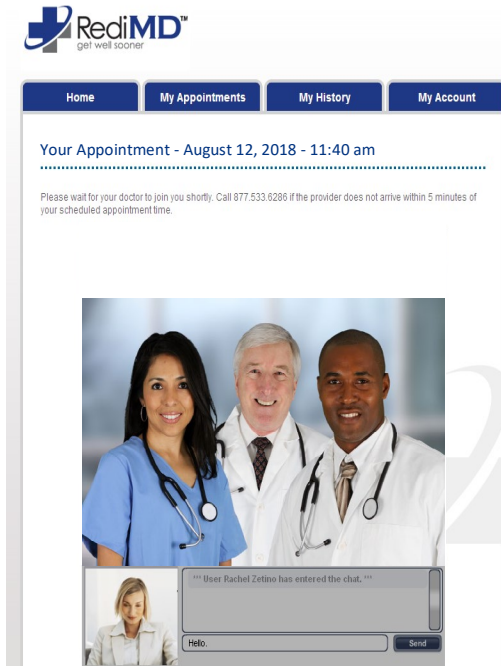 RediMD™
get well sooner
Home My Appointments My History My Account
Your Appointment - August 12, 2018 - 11:40 am
Please wait for your doctor to join you shortly. Call 877.533.6286 if the provider does not arrive within 5 minutes of
your scheduled appointment time.
*** User Rachel Zetino has entered the chat. ***
Hello.
Send